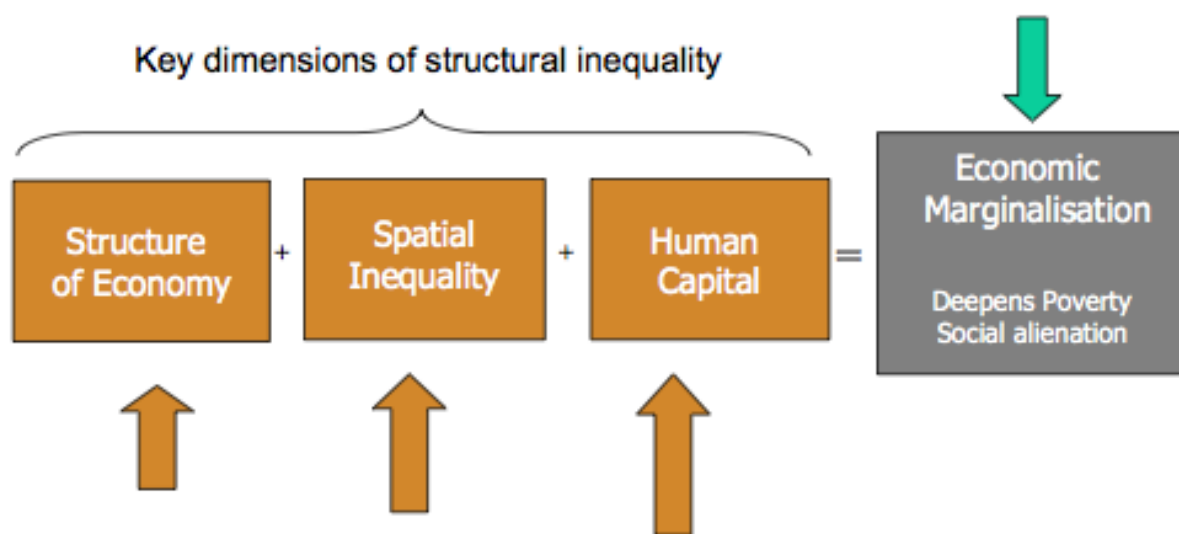 Key dimensions of structural inequality
Structure
of Economy
+
Spatial
Inequality
+
Human
Capital
=
Economic
Marginalisation
Deepens Poverty
Social alienation